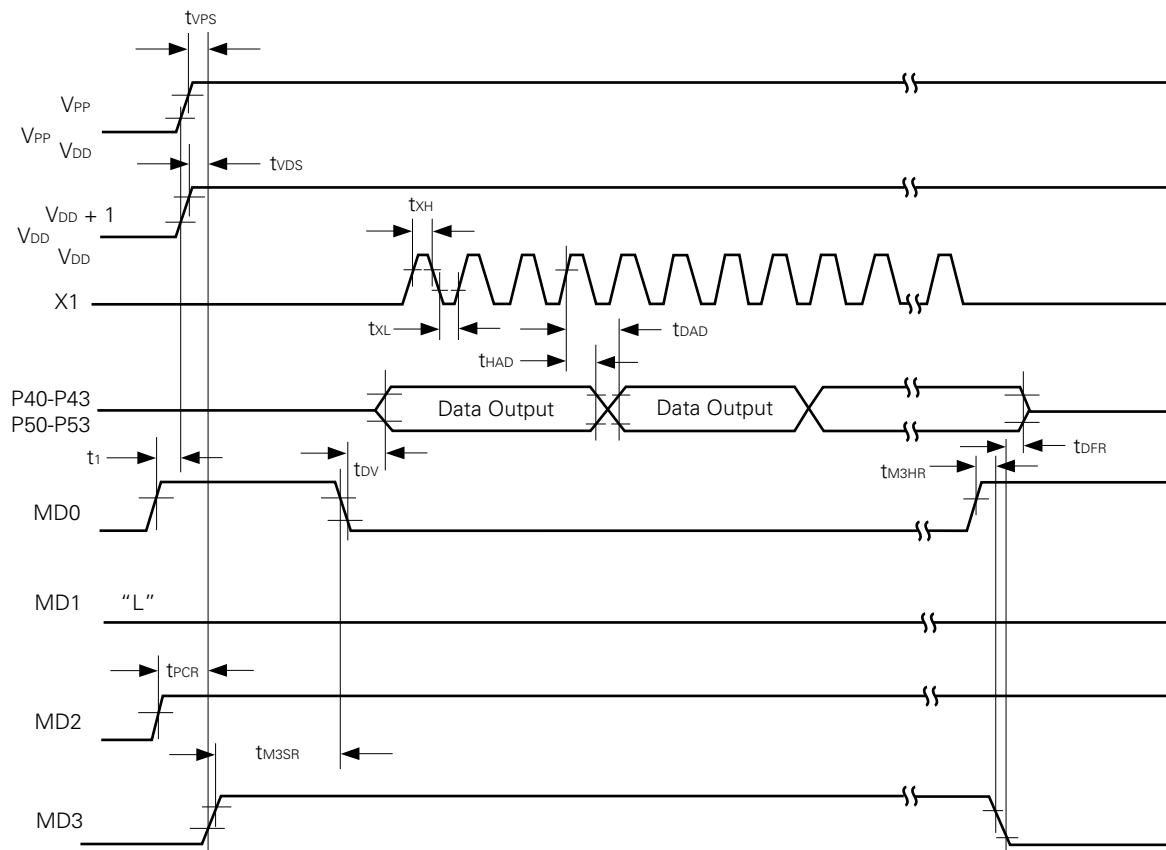 tVPS
VPP
VPP
VDD
tVDS
VDD + 1
VDD
VDD
tXH
X1
tXL
tDAD
tHAD
P40-P43
P50-P53
Data Output
Data Output
t1
tDV
tM3HR
tDFR
MD0
MD1 “L”
tPCR
MD2
tM3SR
MD3